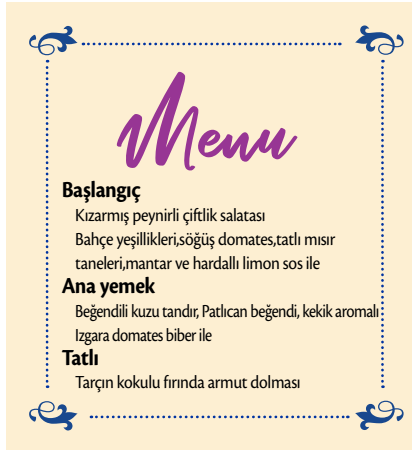 Menu
Başlangıç
Kızarmış peynirli çiftlik salatası
Bahçe yeşillikleri,söğüş domates,tatlı mısır
taneleri,mantar ve hardallı limon sos ile
Ana yemek
Beğendili kuzu tandır, Patlıcan beğendi, kekik aromalı
Izgara domates biber ile
Tatlı
Tarçın kokulu fırında armut dolması